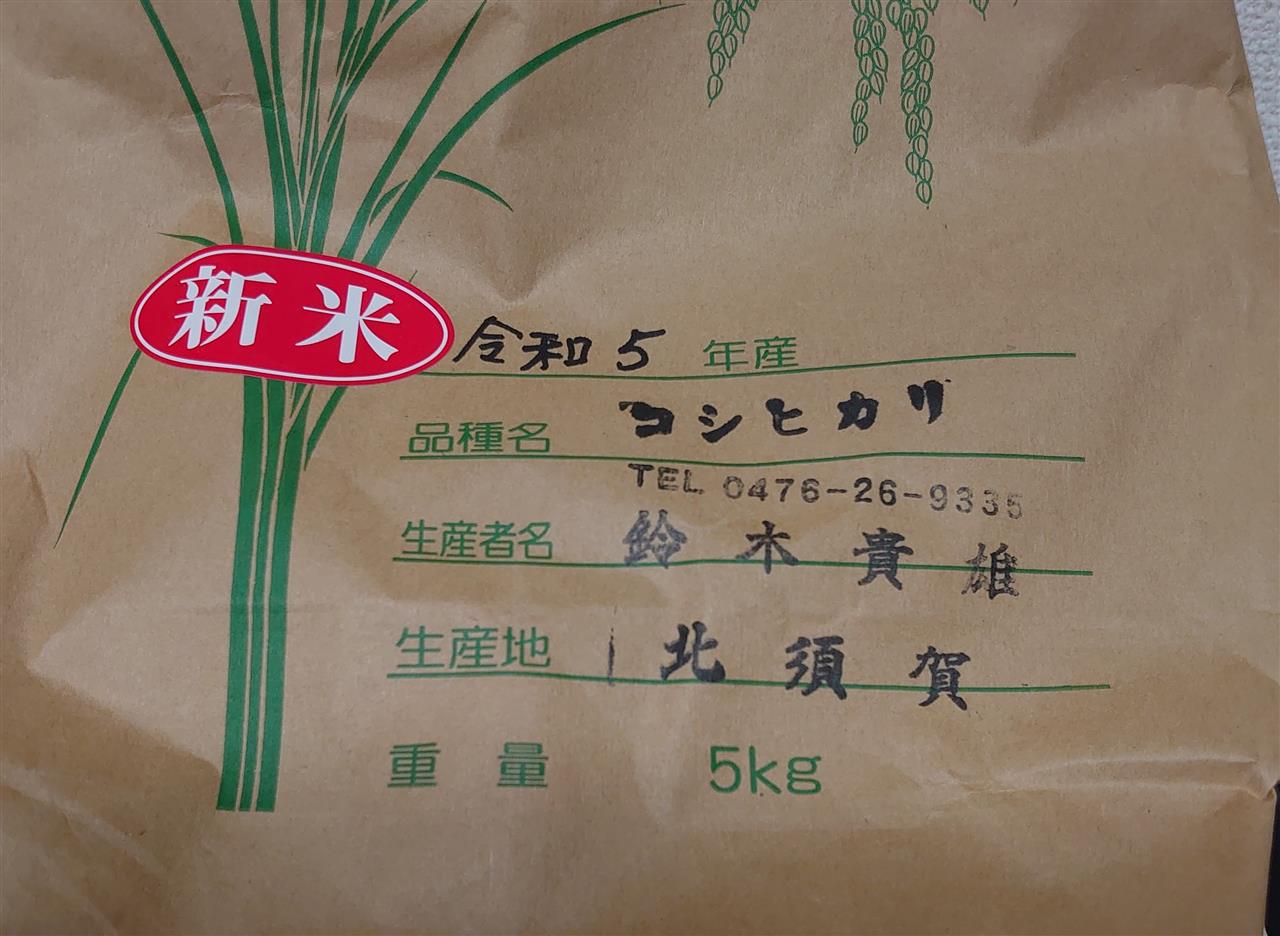 新米
令和5年産
品種名 コシヒカリ
TEL 0476-26-9335
生産者名 鈴木貴雄
生産地 北須賀
重量 5kg